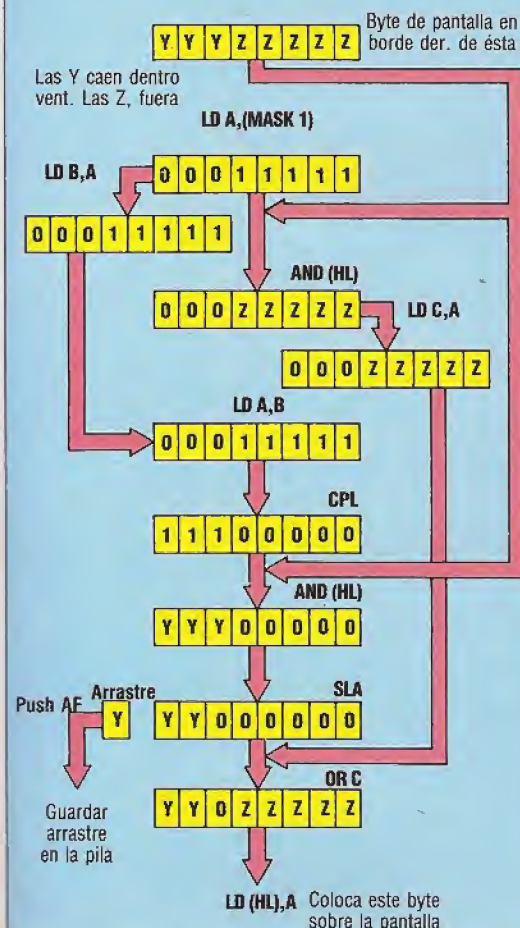 Byte de pantalla en
borde der. de ésta
Y Y Y Z Z Z Z Z
Las Y caen dentro
vent. Las Z, fuera
LD A,(MASK 1)
LD B,A
0 0 0 1 1 1 1 1
0 0 0 1 1 1 1 1
AND (HL)
0 0 0 Z Z Z Z Z
LD C,A
0 0 0 Z Z Z Z Z
LD A,B
0 0 0 1 1 1 1 1
CPL
1 1 1 0 0 0 0 0
AND (HL)
Y Y Y 0 0 0 0 0
SLA
Push AF
Arrastre
Y
Y Y 0 0 0 0 0 0
OR C
Guardar
arrastre
en la pila
Y Y 0 Z Z Z Z Z
LD (HL),A
Coloca este byte
sobre la pantalla